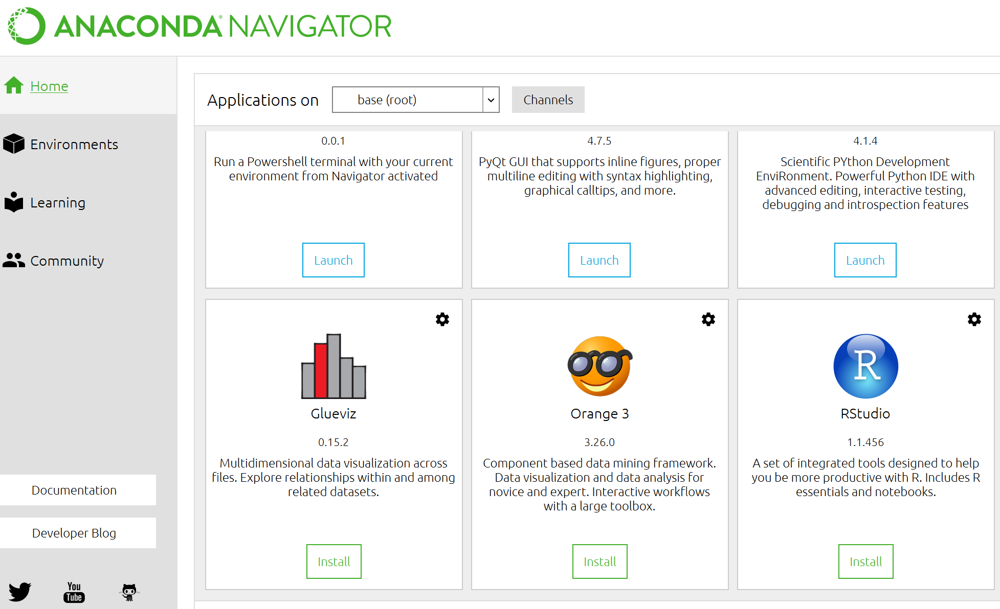 ANACONDA® NAVIGATOR
Home
Environments
Learning
Community
Documentation
Developer Blog
You
Tube
Applications on
base (root)
Channels
0.0.1
Run a Powershell terminal with your current
environment from Navigator activated
Launch
4.7.5
PyQt GUI that supports inline figures, proper
multiline editing with syntax highlighting,
graphical calltips, and more.
Launch
4.1.4
Scientific PYthon Development
EnviRonment. Powerful Python IDE with
advanced editing, interactive testing,
debugging and introspection features
Launch
Glueviz
0.15.2
Multidimensional data visualization across
files. Explore relationships within and among
related datasets.
Install
Orange 3
3.26.0
Component based data mining framework.
Data visualization and data analysis for
novice and expert. Interactive workflows
with a large toolbox.
Install
R
RStudio
1.1.456
A set of integrated tools designed to help
you be more productive with R. Includes R
essentials and notebooks.
Install